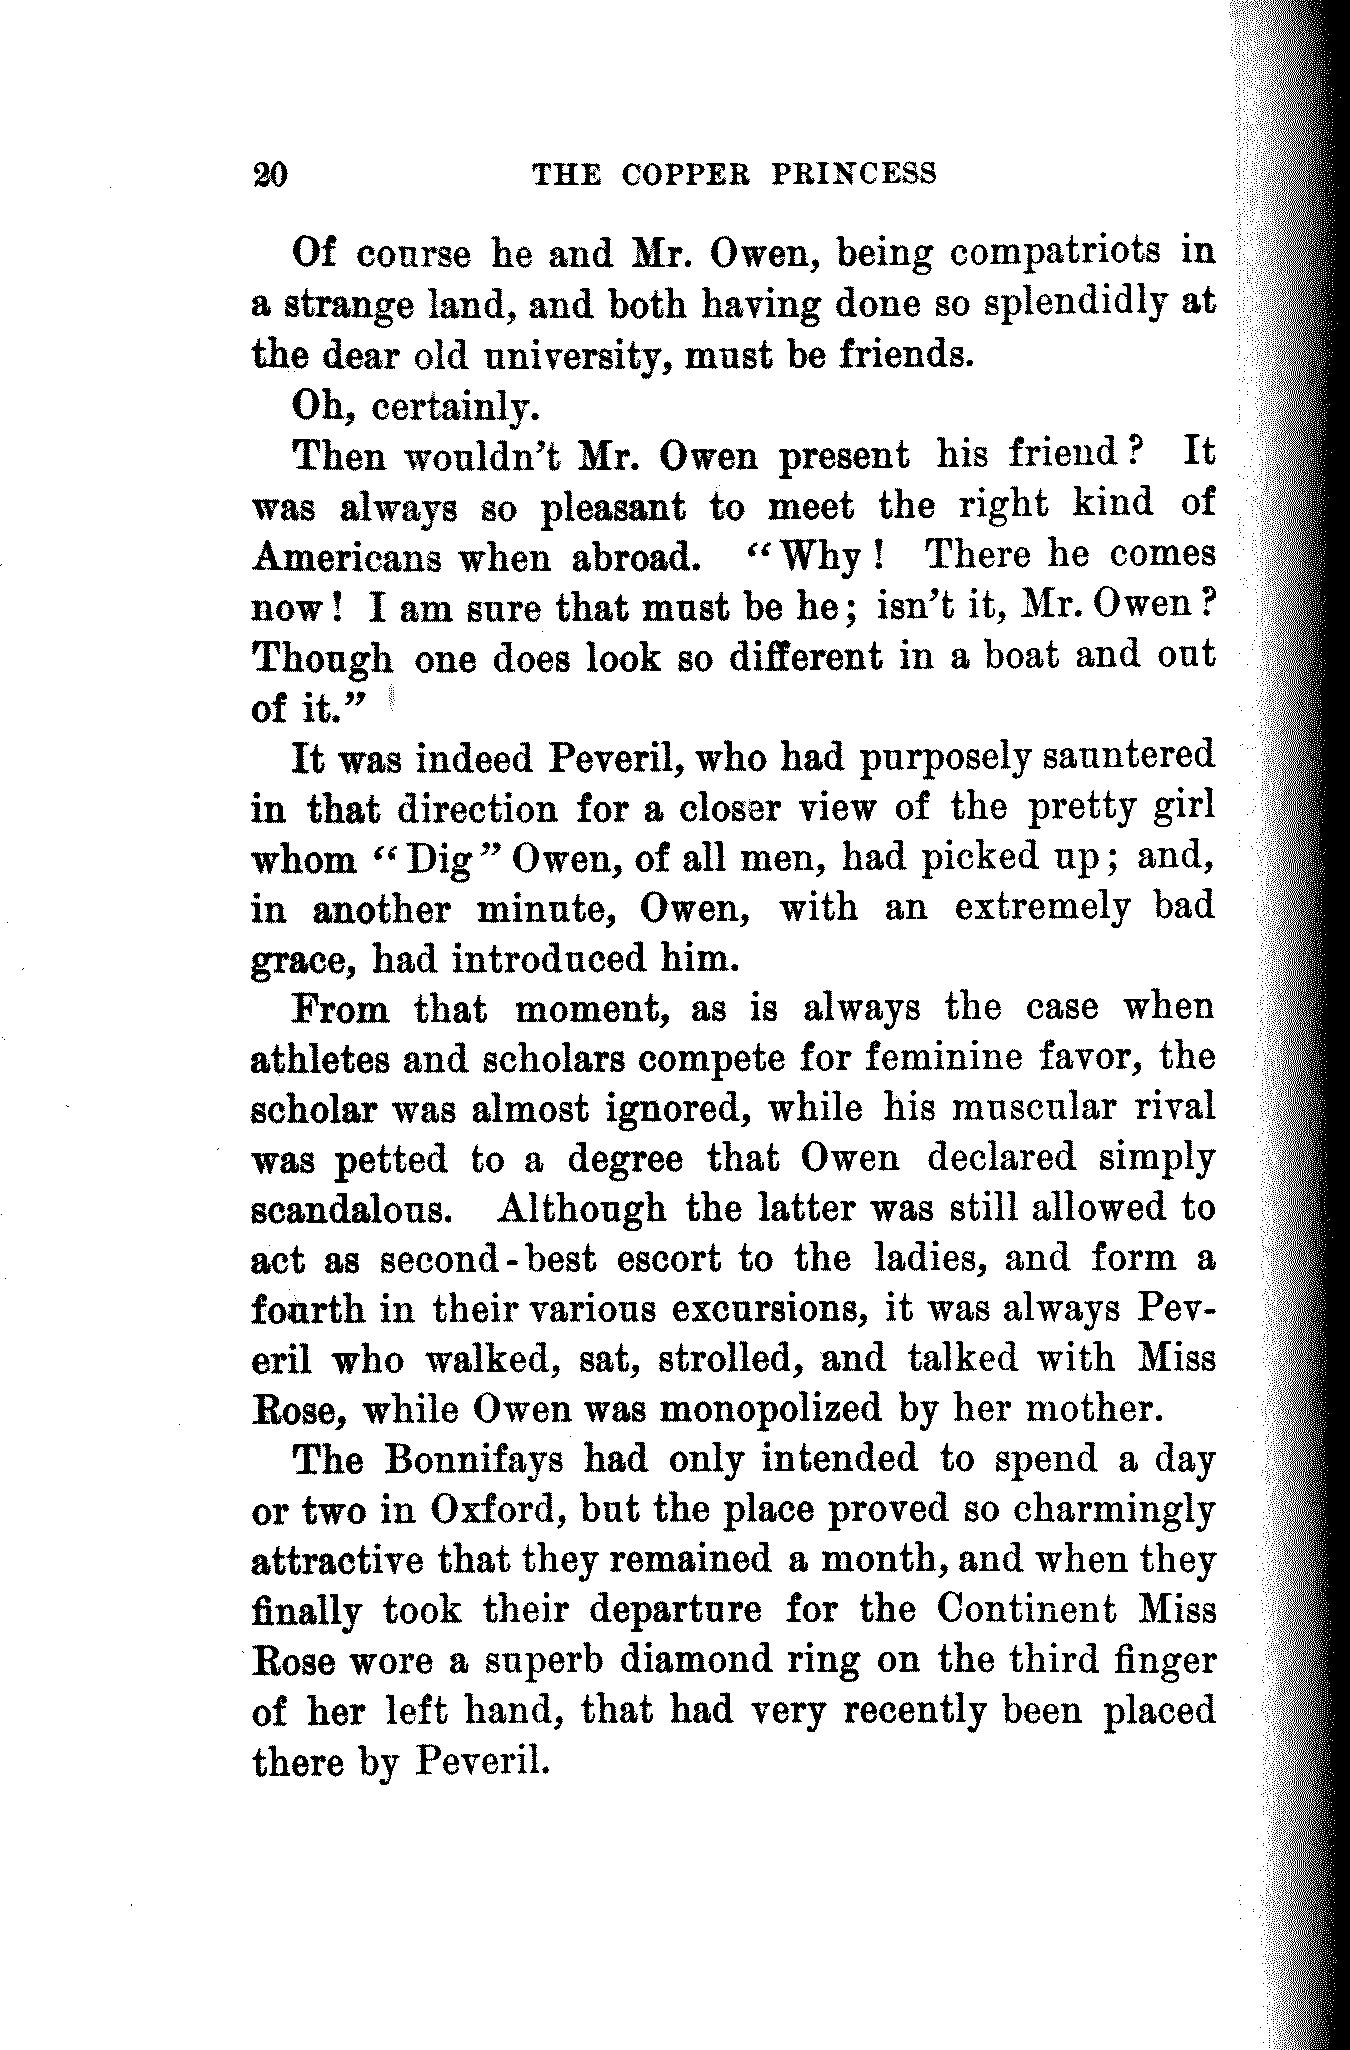 20 THE COPPER PRINCESS
Of course he and Mr. Owen, being compatriots in
a strange land, and both having done so splendidly at
the dear old university, must be friends.
Oh, certainly.
Then wouldn't Mr. Owen present his friend? It
was always so pleasant to meet the right kind of
Americans when abroad. "Why! There he comes
now! I am sure that must be he; isn't it, Mr. Owen?
Though one does look so different in a boat and out
of it."
It was indeed Peveril, who had purposely sauntered
in that direction for a closer view of the pretty girl
whom "Dig" Owen, of all men, had picked up; and,
in another minute, Owen, with an extremely bad
grace, had introduced him.
From that moment, as is always the case when
athletes and scholars compete for feminine favor, the
scholar was almost ignored, while his muscular rival
was petted to a degree that Owen declared simply
scandalous. Although the latter was still allowed to
act as second-best escort to the ladies, and form a
fourth in their various excursions, it was always Pev-
eril who walked, sat, strolled, and talked with Miss
Rose, while Owen was monopolized by her mother.
The Bonnifays had only intended to spend a day
or two in Oxford, but the place proved so charmingly
attractive that they remained a month, and when they
finally took their departure for the Continent Miss
Rose wore a superb diamond ring on the third finger
of her left hand, that had very recently been placed
there by Peveril.